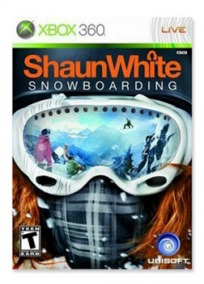 XBOX 360
LIVE
ShaunWhite
SNOWBOARDING
TEEN
T
UBISOFT